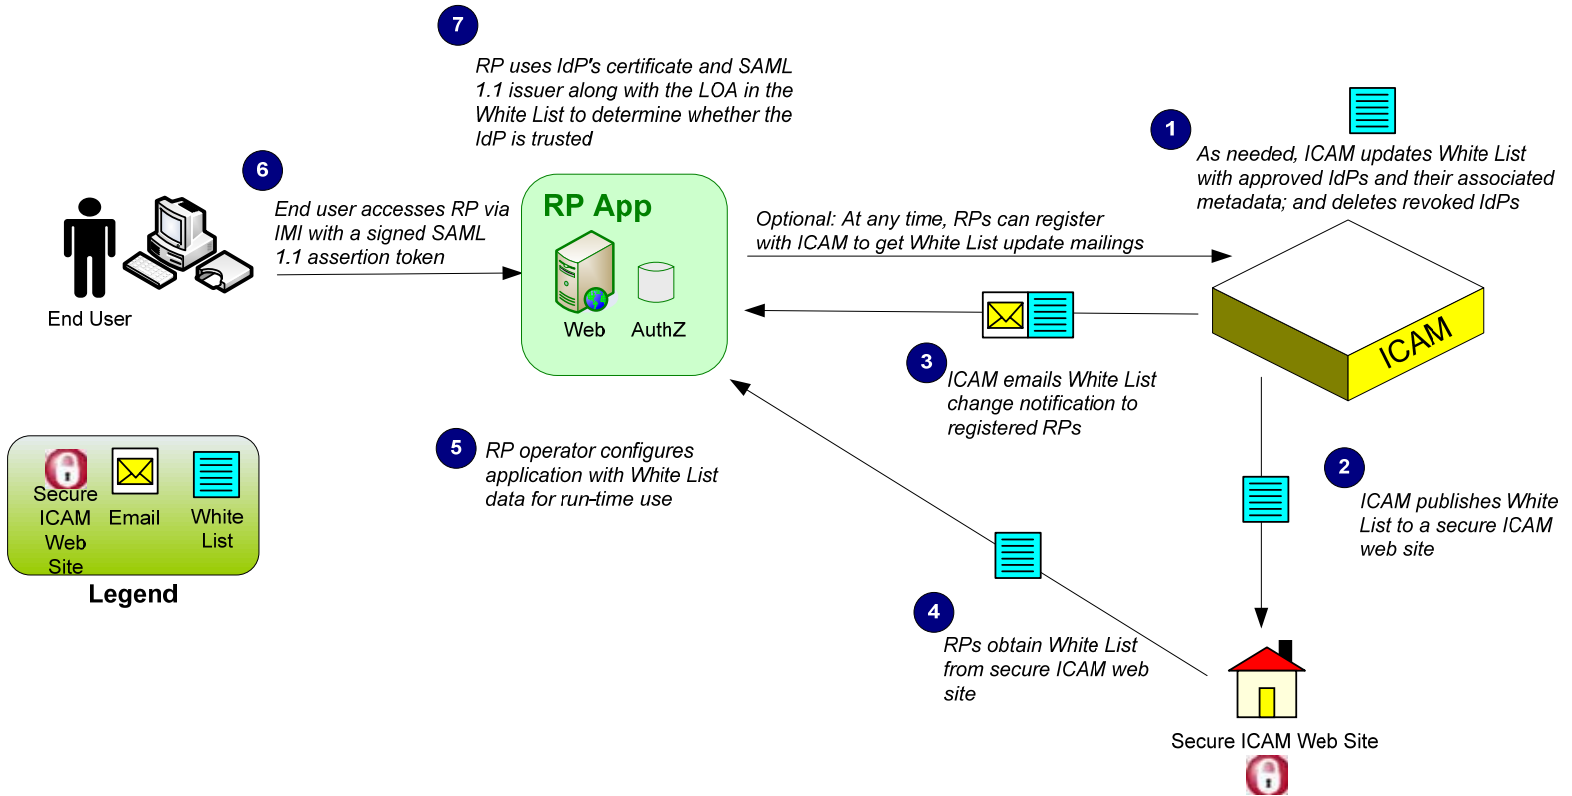 7
RP uses IdP's certificate and SAML
1.1 issuer along with the LOA in the
White List to determine whether the
IdP is trusted
1
As needed, ICAM updates White List
with approved IdPs and their associated
metadata; and deletes revoked IdPs
6
End user accesses RP via
IMI with a signed SAML
1.1 assertion token
End User
RP App
Web
AuthZ
Optional: At any time, RPs can register
with ICAM to get White List update mailings
ICAM
3
ICAM emails White List
change notification to
registered RPs
5
RP operator configures
application with White List
data for run-time use
2
ICAM publishes White
List to a secure ICAM
web site
4
RPs obtain White List
from secure ICAM web
site
Secure ICAM Web Site
Secure
ICAM
Web
Site
Email
White
List
Legend